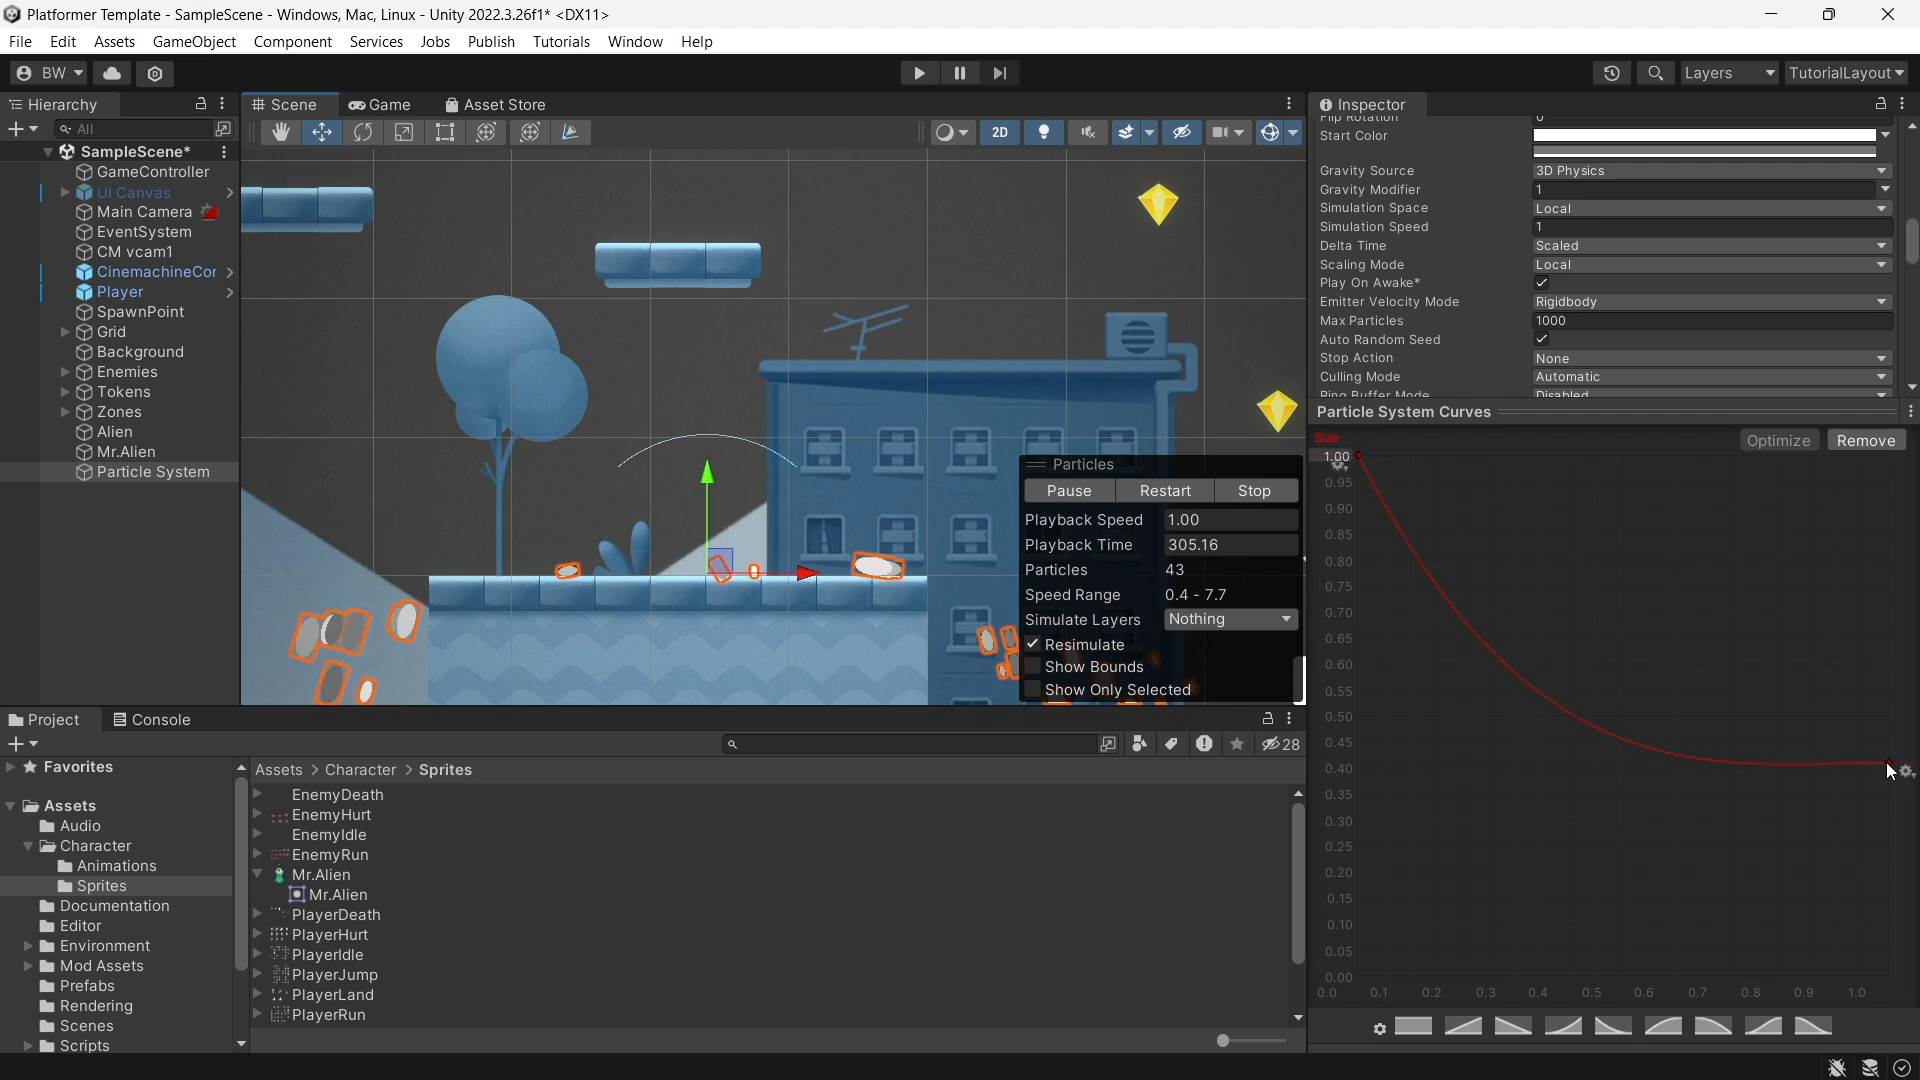 Platformer Template - SampleScene - Windows, Mac, Linux - Unity 2022.3.26f1* <DX11>
File Edit Assets GameObject Component Services Jobs Publish Tutorials Window Help
BW
Layers
TutorialLayout
Hierarchy
All
SampleScene*
GameController
UI Canvas
Main Camera
EventSystem
CM vcam1
CinemachineCor
Player
SpawnPoint
Grid
Background
Enemies
Tokens
Zones
Alien
Mr.Alien
Particle System
Scene
Game
Asset Store
2D
Particles
Pause Restart Stop
Playback Speed 1.00
Playback Time 305.16
Particles 43
Speed Range 0.4 - 7.7
Simulate Layers Nothing
Resimulate
Show Bounds
Show Only Selected
Inspector
Flip Rotation 0
Start Color
Gravity Source 3D Physics
Gravity Modifier 1
Simulation Space Local
Simulation Speed 1
Delta Time Scaled
Scaling Mode Local
Play On Awake*
Emitter Velocity Mode Rigidbody
Max Particles 1000
Auto Random Seed
Stop Action None
Culling Mode Automatic
Ring Buffer Mode Disabled
Particle System Curves
Size
Optimize Remove
1.00
0.95
0.90
0.85
0.80
0.75
0.70
0.65
0.60
0.55
0.50
0.45
0.40
0.35
0.30
0.25
0.20
0.15
0.10
0.05
0.00
0.0 0.1 0.2 0.3 0.4 0.5 0.6 0.7 0.8 0.9 1.0
Project
Console
28
Favorites
Assets
Audio
Character
Animations
Sprites
Documentation
Editor
Environment
Mod Assets
Prefabs
Rendering
Scenes
Scripts
Assets > Character > Sprites
EnemyDeath
EnemyHurt
EnemyIdle
EnemyRun
Mr.Alien
Mr.Alien
PlayerDeath
PlayerHurt
PlayerIdle
PlayerJump
PlayerLand
PlayerRun